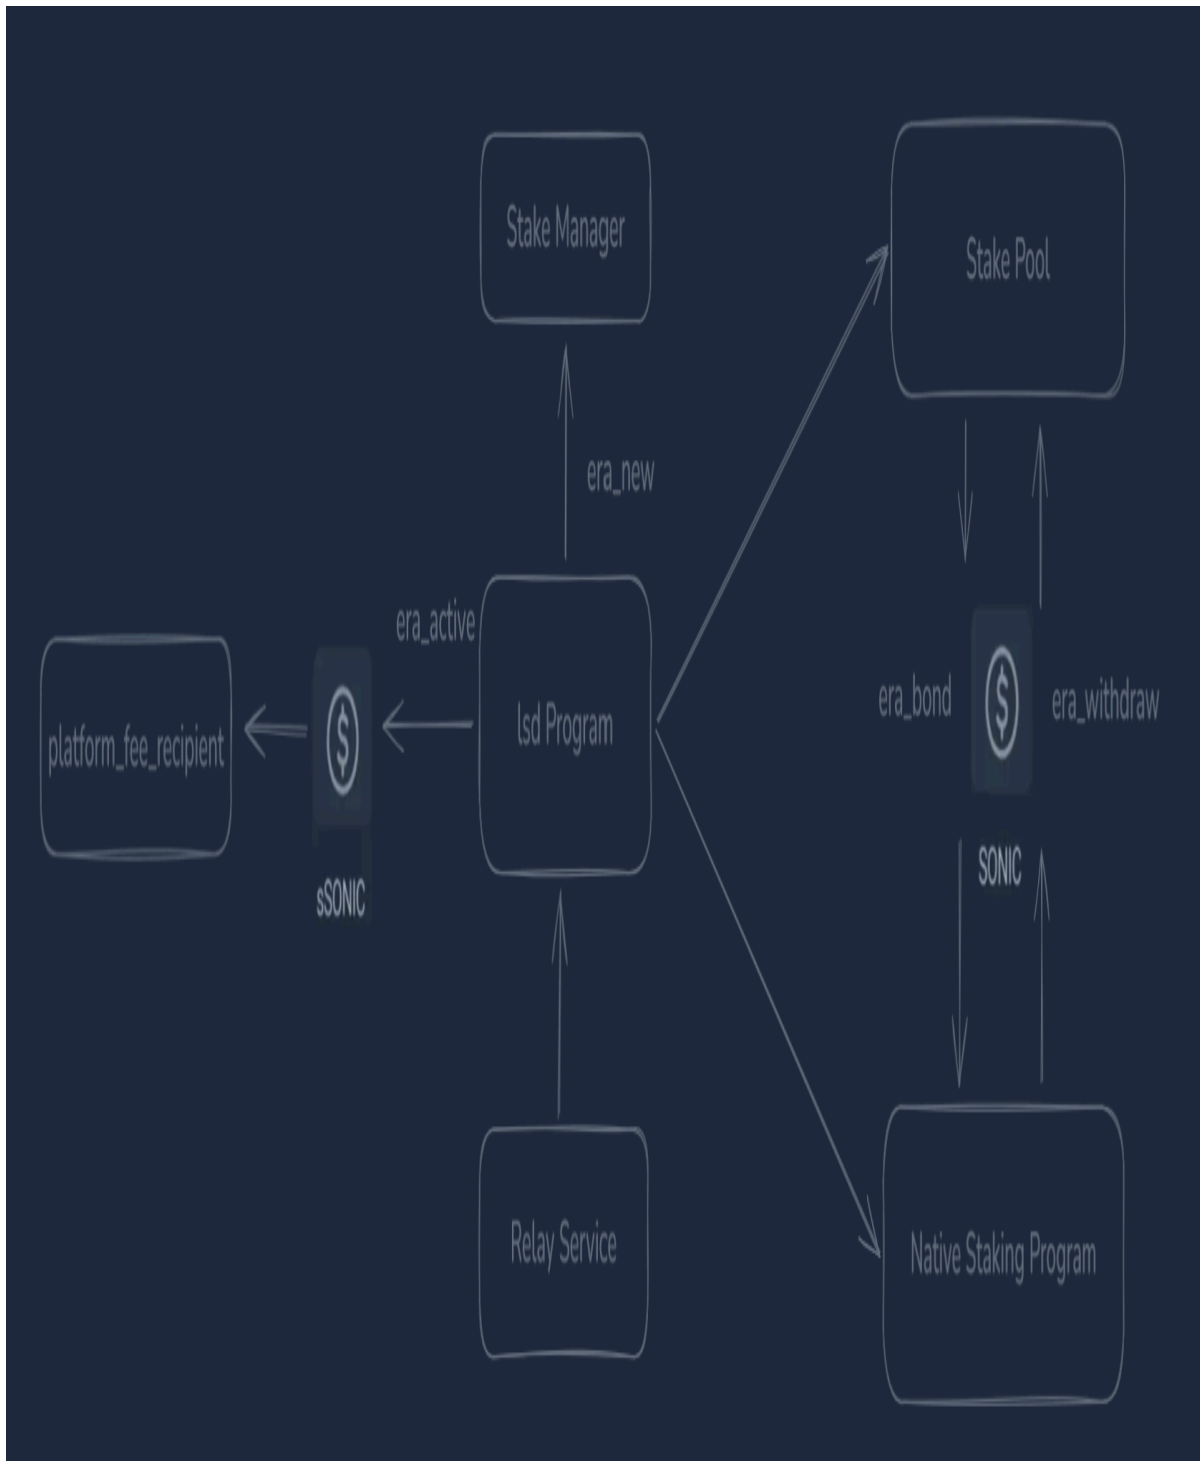 Stake Manager
Stake Pool
era_new
era_active
platform_fee_recipient
$
sSONIC
lsd Program
era_bond
$
era_withdraw
SONIC
Relay Service
Native Staking Program